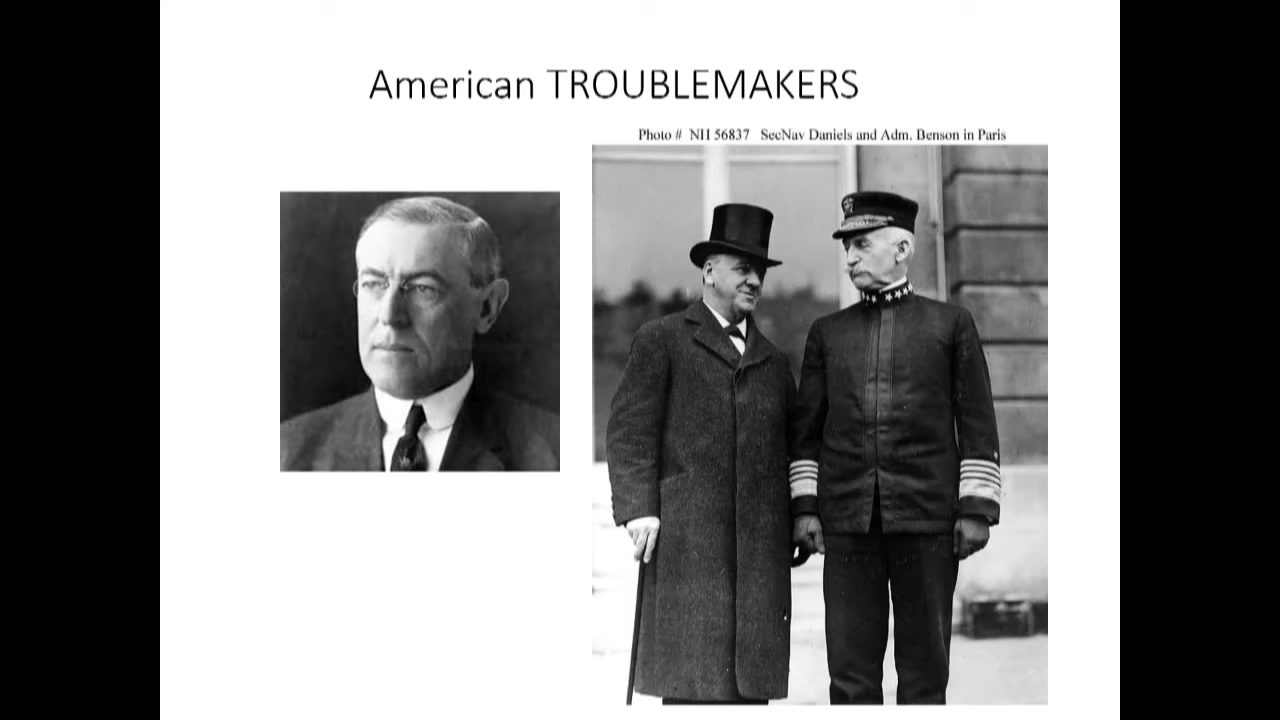 American TROUBLEMAKERS
Photo # NH 56837 SecNav Daniels and Adm. Benson in Paris